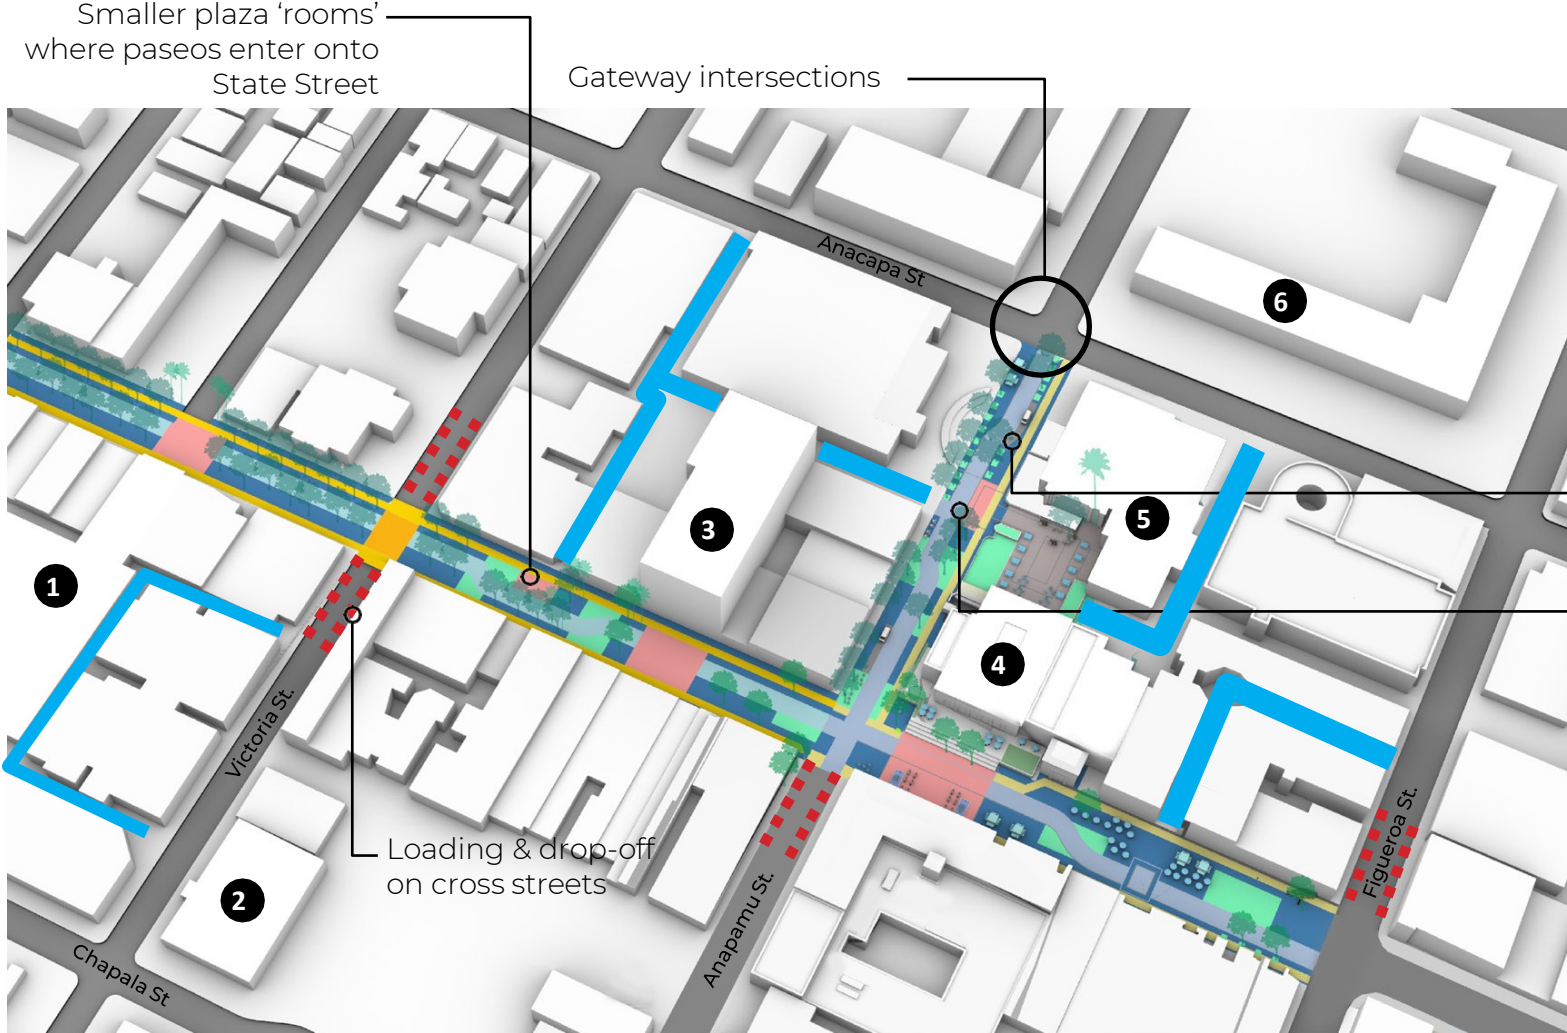 Smaller plaza ‘rooms’
where paseos enter onto
State Street
Gateway intersections
Anacapa St
6
5
3
1
4
Victoria St.
Figueroa St.
Loading & drop-off
on cross streets
2
Anapamu St.
Chapala St